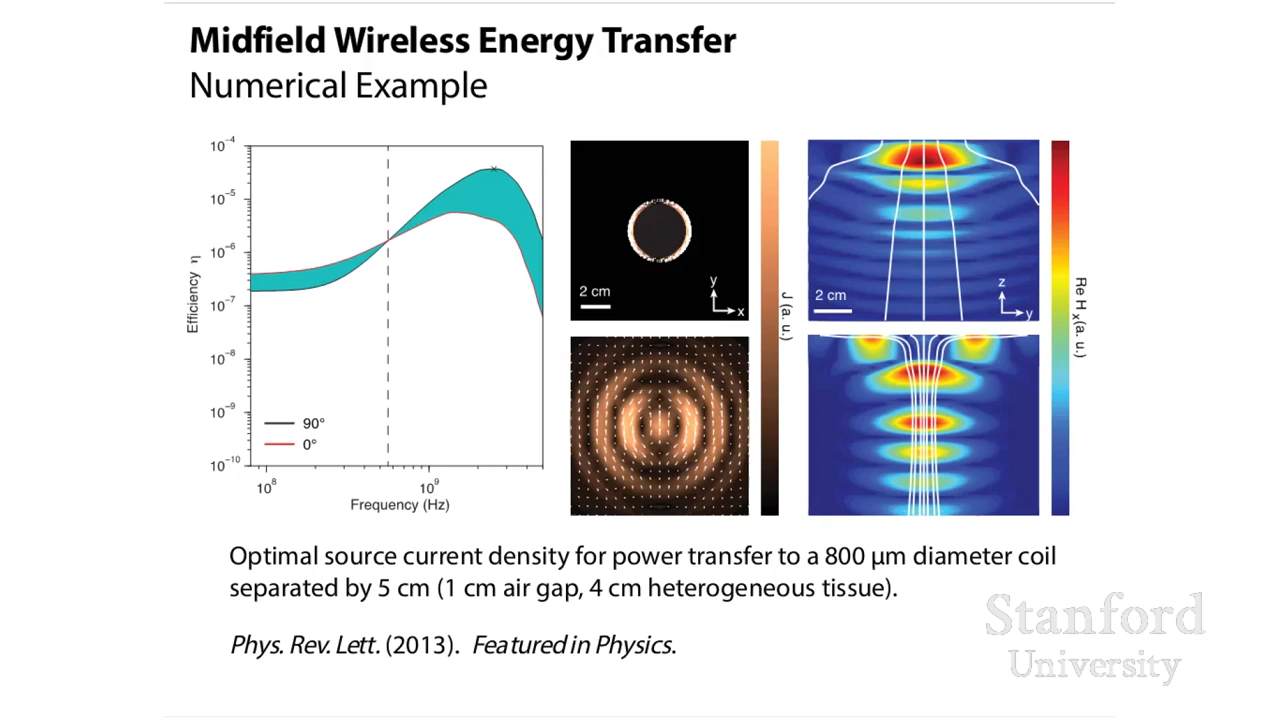 Midfield Wireless Energy Transfer
Numerical Example
10⁻⁴
10⁻⁵
10⁻⁶
10⁻⁷
10⁻⁸
10⁻⁹
10⁻¹⁰
Efficiency η
90°
0°
10⁸
10⁹
Frequency (Hz)
2 cm
y
x
J (a. u.)
2 cm
z
y
Re Hₓ(a. u.)
Optimal source current density for power transfer to a 800 µm diameter coil
separated by 5 cm (1 cm air gap, 4 cm heterogeneous tissue).
Phys. Rev. Lett. (2013). Featured in Physics.
Stanford
University